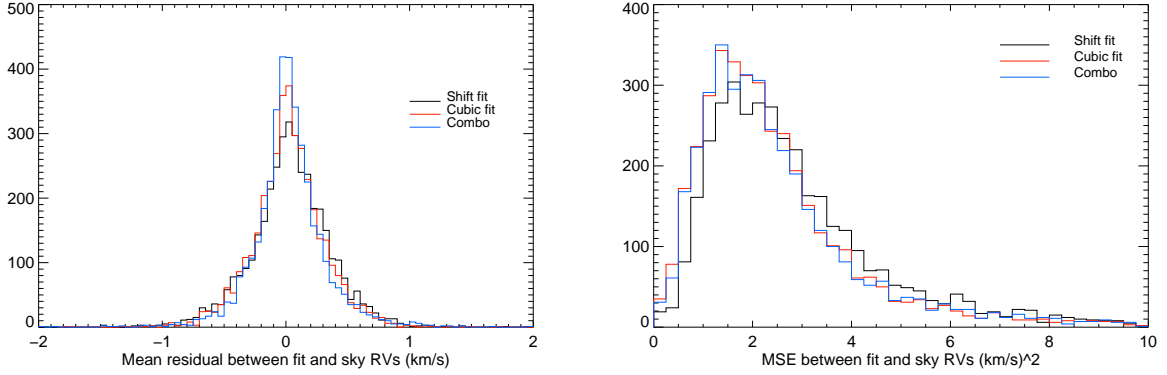 500
400
300
200
100
0
Shift fit
Cubic fit
Combo
−2 −1 0 1 2
Mean residual between fit and sky RVs (km/s)
400
300
200
100
0
Shift fit
Cubic fit
Combo
0 2 4 6 8 10
MSE between fit and sky RVs (km/s)^2